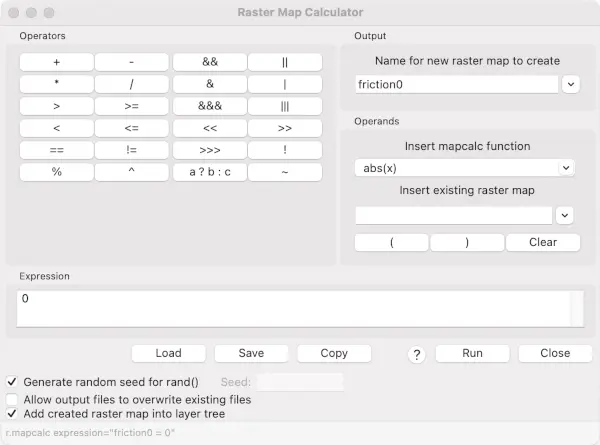 Raster Map Calculator
Operators
+ - && ||
* / & |
> >= &&& |||
< <= << >>
== != >>> !
% ^ a ? b : c ~
Output
Name for new raster map to create
friction0
Operands
Insert mapcalc function
abs(x)
Insert existing raster map
( ) Clear
Expression
0
Load Save Copy ? Run Close
Generate random seed for rand() Seed:
Allow output files to overwrite existing files
Add created raster map into layer tree
r.mapcalc expression="friction0 = 0"